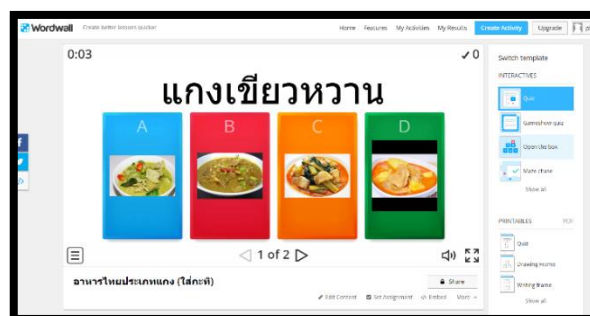 Wordwall Create better lessons quicker
Home Features My Activities My Results Create Activity Upgrade
0:03 ✓ 0
แกงเขียวหวาน
A B C D
1 of 2
อาหารไทยประเภทแกง (ใส่กะทิ)
Share
Edit Content Set Assignment Embed More
Switch template
INTERACTIVES
Quiz
Gameshow quiz
Open the box
Maze chase
Show all
PRINTABLES PDF
Quiz
Writing frame
Show all